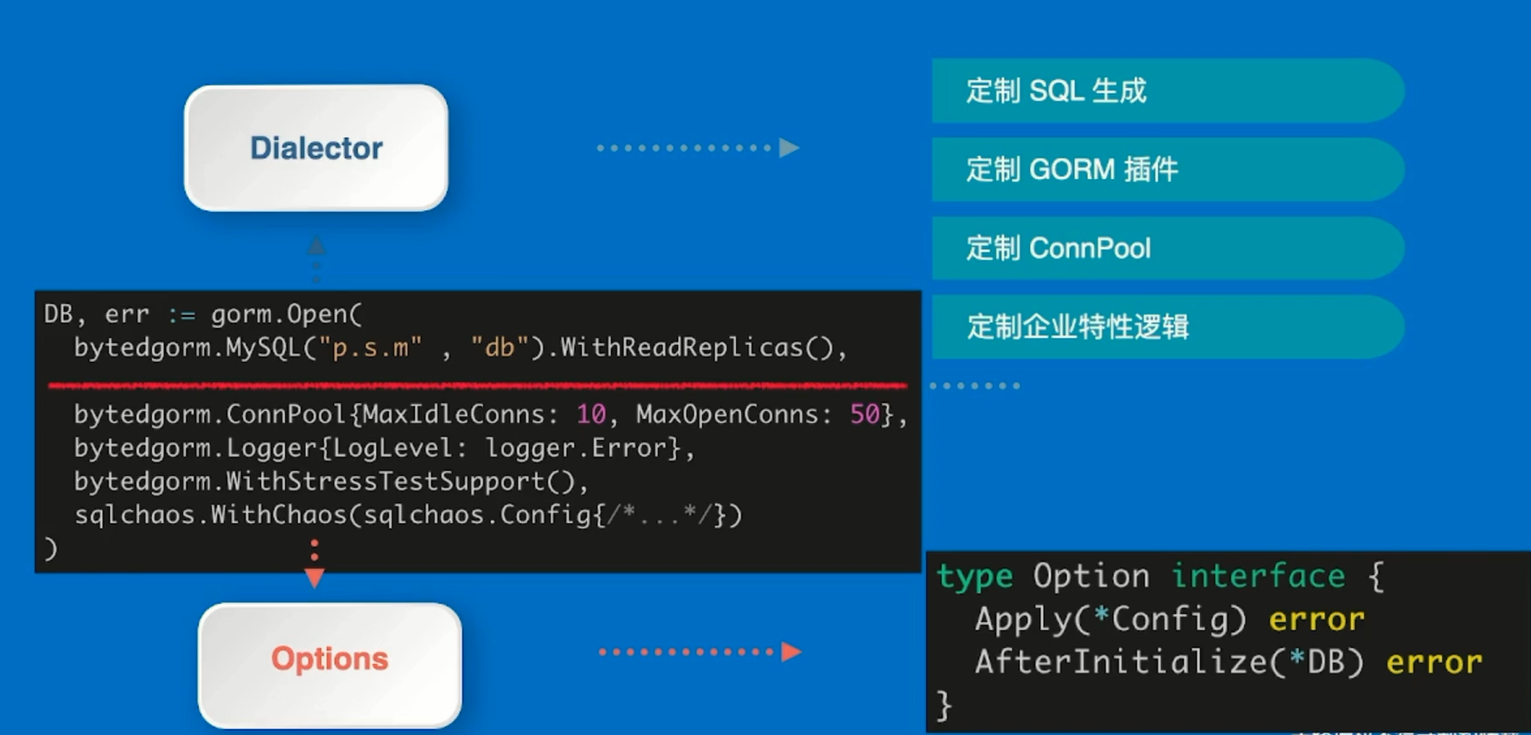 Dialector
定制 SQL 生成
定制 GORM 插件
定制 ConnPool
定制企业特性逻辑
DB, err := gorm.Open(
bytedgorm.MySQL("p.s.m" , "db").WithReadReplicas(),
bytedgorm.ConnPool{MaxIdleConns: 10, MaxOpenConns: 50},
bytedgorm.Logger{LogLevel: logger.Error},
bytedgorm.WithStressTestSupport(),
sqlchaos.WithChaos(sqlchaos.Config{/*...*/})
)
Options
type Option interface {
Apply(*Config) error
AfterInitialize(*DB) error
}